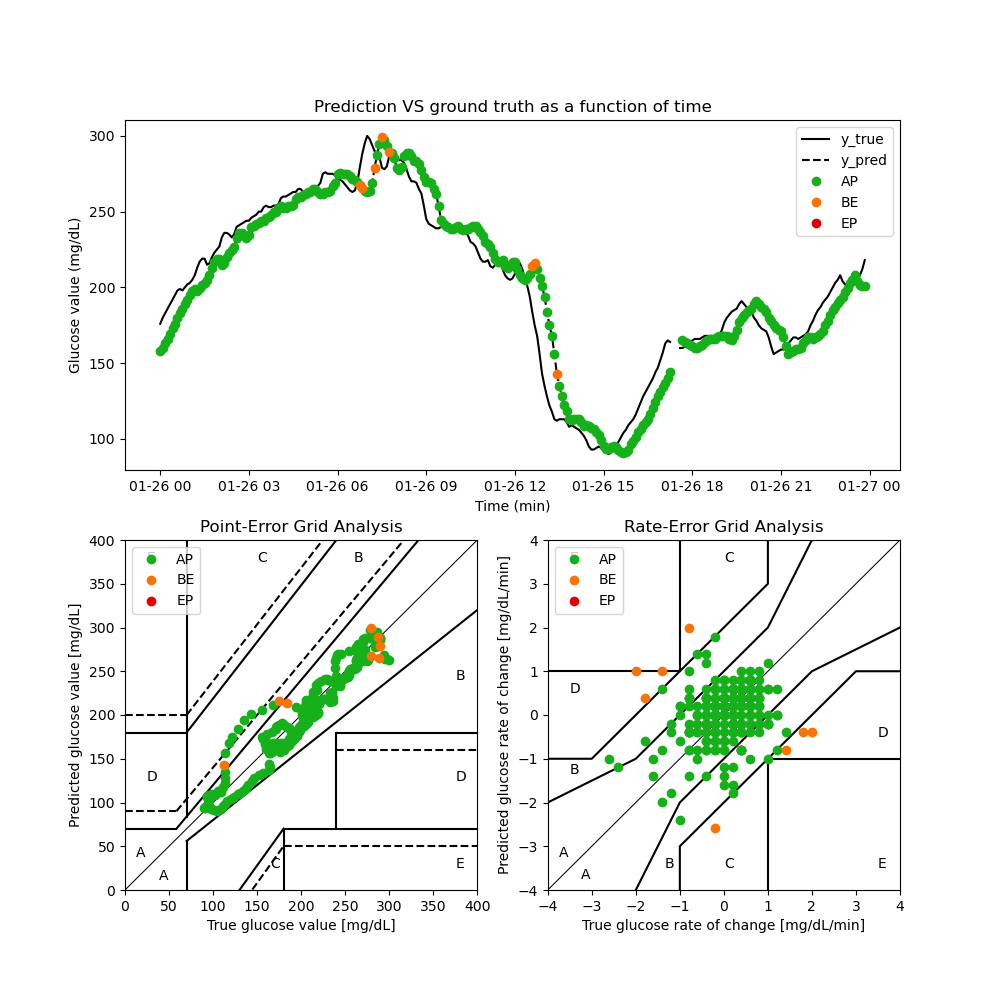 Prediction VS ground truth as a function of time
Glucose value (mg/dL)
300
250
200
150
100
y_true
y_pred
AP
BE
EP
01-26 00 01-26 03 01-26 06 01-26 09 01-26 12 01-26 15 01-26 18 01-26 21 01-27 00
Time (min)
Point-Error Grid Analysis
Predicted glucose value [mg/dL]
400
350
300
250
200
150
100
50
0
AP
BE
EP
C
B
B
D
D
A
A
C
E
0 50 100 150 200 250 300 350 400
True glucose value [mg/dL]
Rate-Error Grid Analysis
Predicted glucose rate of change [mg/dL/min]
4
3
2
1
0
−1
−2
−3
−4
AP
BE
EP
C
D
D
B
A
A
B
C
E
−4 −3 −2 −1 0 1 2 3 4
True glucose rate of change [mg/dL/min]